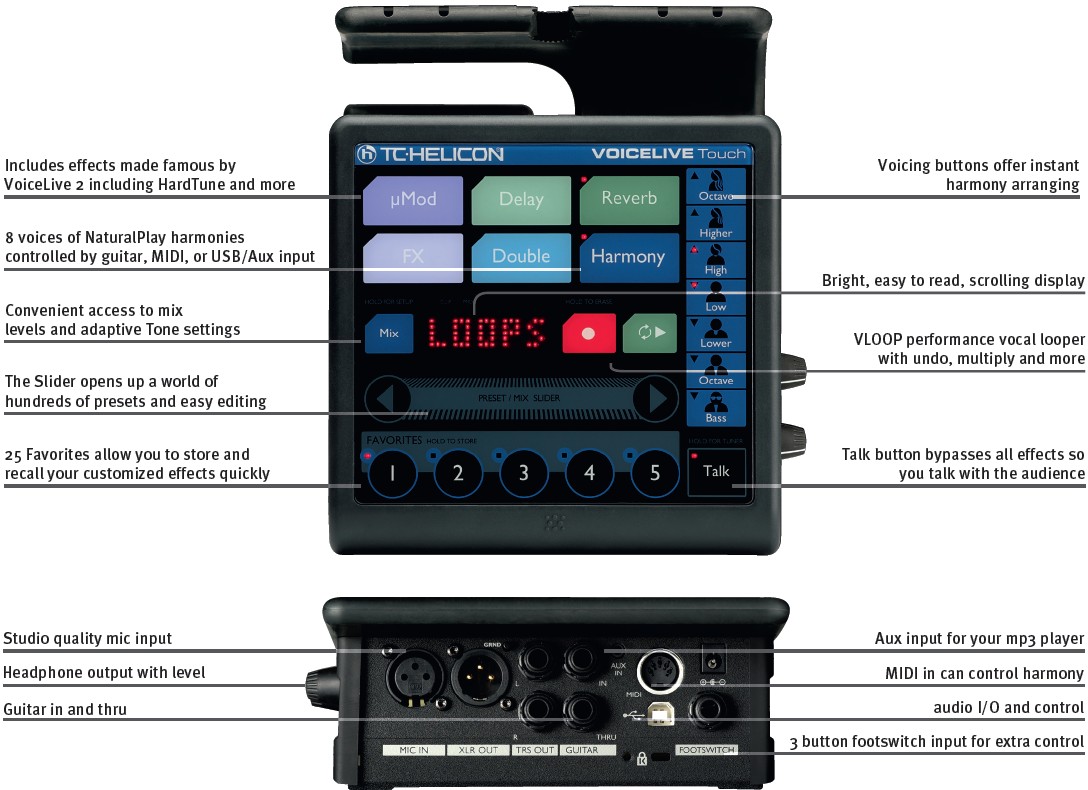 TC·HELICON
VOICELIVE Touch
Includes effects made famous by
VoiceLive 2 including HardTune and more
8 voices of NaturalPlay harmonies
controlled by guitar, MIDI, or USB/Aux input
Convenient access to mix
levels and adaptive Tone settings
The Slider opens up a world of
hundreds of presets and easy editing
25 Favorites allow you to store and
recall your customized effects quickly
µMod
Delay
Reverb
FX
Double
Harmony
HOLD FOR SETUP
Mix
LOOPS
PRESET / MIX SLIDER
FAVORITES HOLD TO STORE
1
2
3
4
5
Octave
Higher
High
Low
Lower
Octave
Bass
HOLD FOR TUNER
Talk
Voicing buttons offer instant
harmony arranging
Bright, easy to read, scrolling display
VLOOP performance vocal looper
with undo, multiply and more
Talk button bypasses all effects so
you talk with the audience
Studio quality mic input
Headphone output with level
Guitar in and thru
GRND
L
IN
AUX
IN
MIDI
R
THRU
MIC IN
XLR OUT
TRS OUT
GUITAR
FOOTSWITCH
Aux input for your mp3 player
MIDI in can control harmony
audio I/O and control
3 button footswitch input for extra control